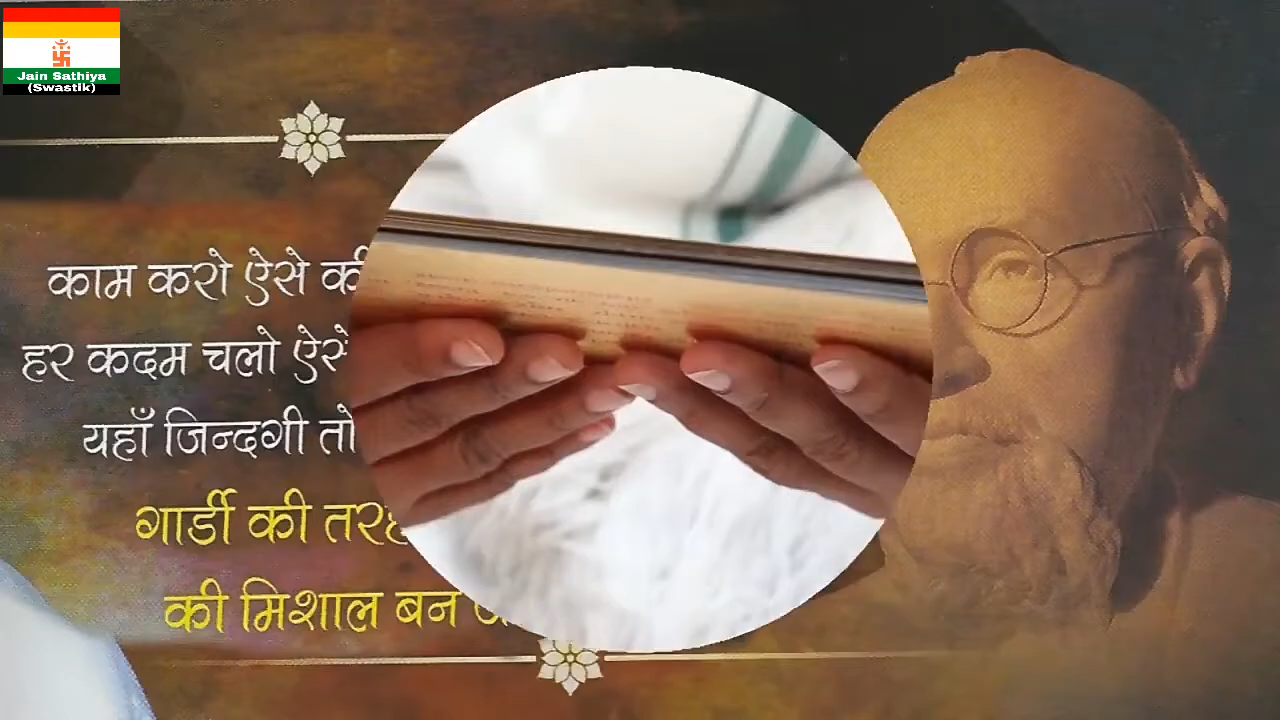 Jain Sathiya
(Swastik)
काम करो ऐसे
हर कदम चलो ऐसे
यहाँ जिन्दगी तो
गार्डी की तरह
की मिशाल बन